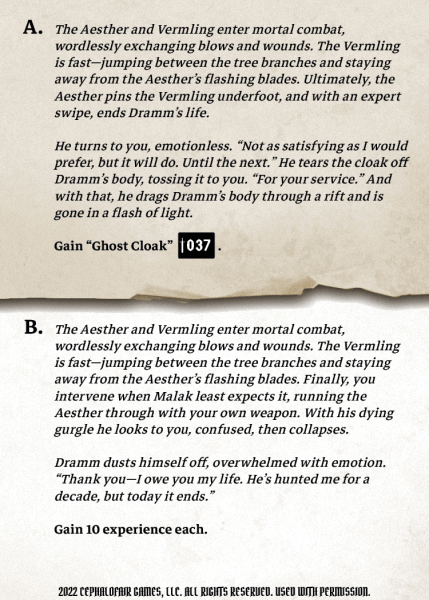 A. The Aesther and Vermling enter mortal combat,
wordlessly exchanging blows and wounds. The Vermling
is fast—jumping between the tree branches and staying
away from the Aesther's flashing blades. Ultimately, the
Aesther pins the Vermling underfoot, and with an expert
swipe, ends Dramm's life.
He turns to you, emotionless. “Not as satisfying as I would
prefer, but it will do. Until the next.” He tears the cloak off
Dramm's body, tossing it to you. “For your service.” And
with that, he drags Dramm's body through a rift and is
gone in a flash of light.
Gain “Ghost Cloak” 037 .
B. The Aesther and Vermling enter mortal combat,
wordlessly exchanging blows and wounds. The Vermling
is fast—jumping between the tree branches and staying
away from the Aesther's flashing blades. Finally, you
intervene when Malak least expects it, running the
Aesther through with your own weapon. With his dying
gurgle he looks to you, confused, then collapses.
Dramm dusts himself off, overwhelmed with emotion.
“Thank you—I owe you my life. He's hunted me for a
decade, but today it ends.”
Gain 10 experience each.
2022 CEPHALOFAIR GAMES, LLC. ALL RIGHTS RESERVED. USED WITH PERMISSION.